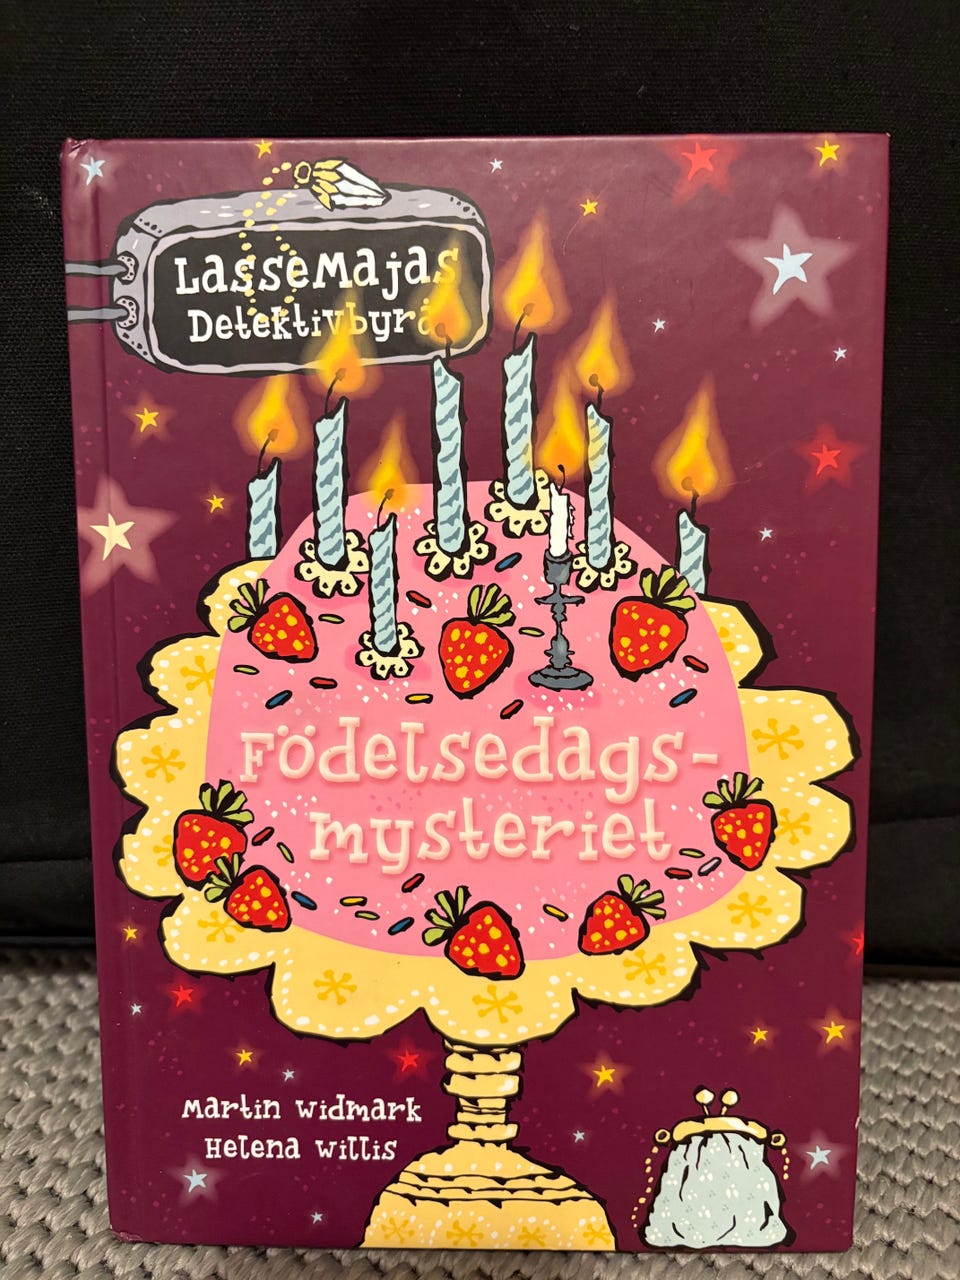 LasseMajas
Detektivbyrå
Födelsedags-
mysteriet
Martin Widmark
Helena Willis